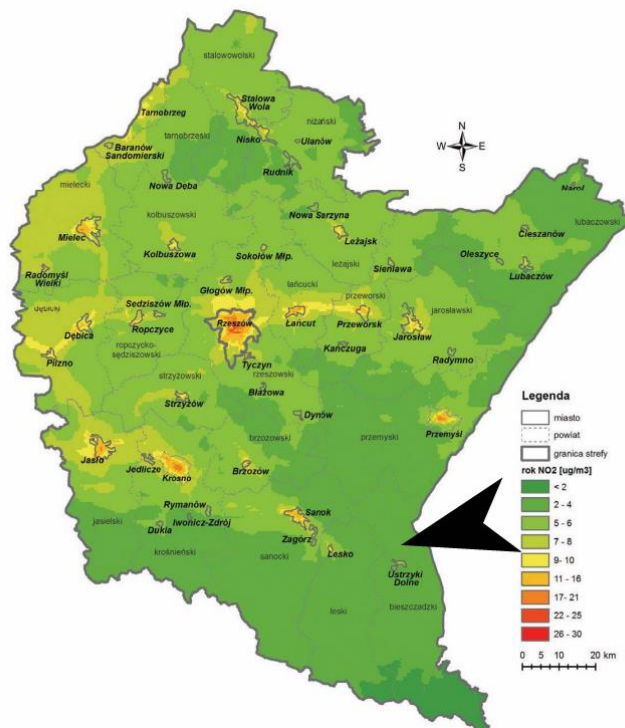 stalowowolski
Stalowa
Wola
niżański
Tarnobrzeg
tarnobrzeski
Nisko
Ulanów
Baranów
Sandomierski
Rudnik
N
W E
S
mielecki
Nowa Dęba
Narol
lubaczowski
kolbuszowski
Nowa Sarzyna
Cieszanów
Mielec
Leżajsk
Kolbuszowa
Sokołów Młp.
Oleszyce
Radomyśl
Wielki
leżajski
Sieniawa
Lubaczów
Głogów Młp.
łańcucki
Sędziszów Młp.
przeworski
Rzeszów
Łańcut
Przeworsk
jarosławski
Dębica
Ropczyce
Jarosław
ropczycko-
sędziszowski
Kańczuga
Pilzno
Tyczyn
Radymno
strzyżowski
rzeszowski
Błażowa
Strzyżów
Dynów
Przemyśl
brzozowski
przemyski
Jasło
Jedlicze
Krosno
Brzozów
Rymanów
Sanok
jasielski
Iwonicz-Zdrój
Dukla
Zagórz
Lesko
krośnieński
sanocki
Ustrzyki
Dolne
leski
bieszczadzki
Legenda
miasto
powiat
granica strefy
rok NO2 [ug/m3]
< 2
2 - 4
5 - 6
7 - 8
9 - 10
11 - 16
17 - 21
22 - 25
26 - 30
0 5 10 20 km